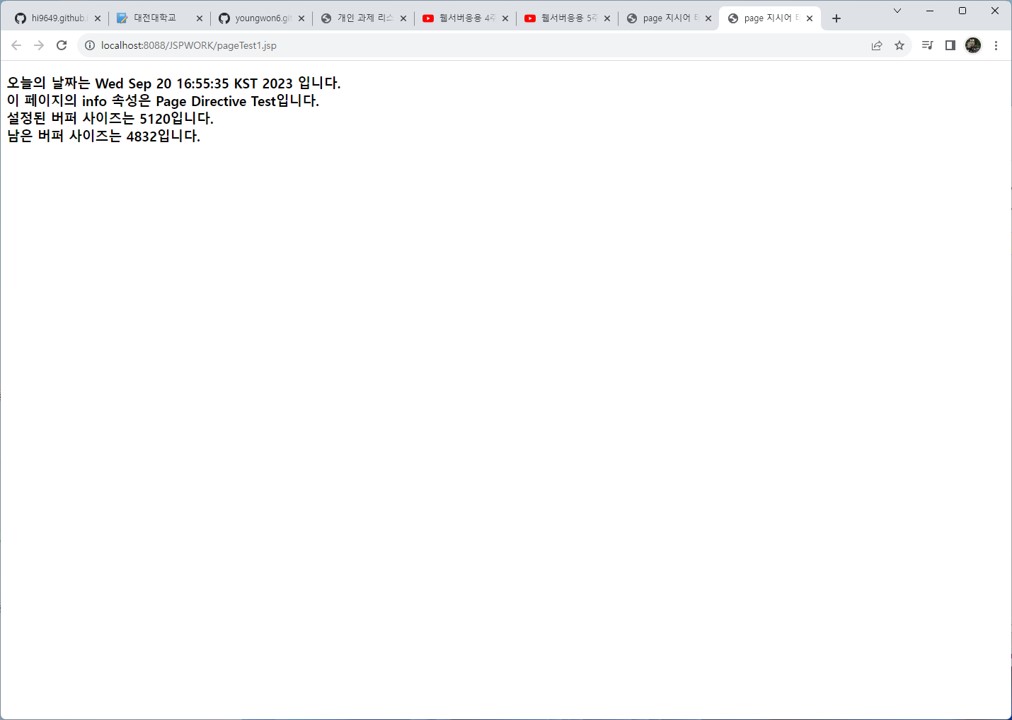 hi9649.github
대전대학교
youngwon6.gi
개인 과제 리스
웹서버응용 4주
웹서버응용 5주
page 지시어 테
page 지시어 테
localhost:8088/JSPWORK/pageTest1.jsp
오늘의 날짜는 Wed Sep 20 16:55:35 KST 2023 입니다.
이 페이지의 info 속성은 Page Directive Test입니다.
설정된 버퍼 사이즈는 5120입니다.
남은 버퍼 사이즈는 4832입니다.